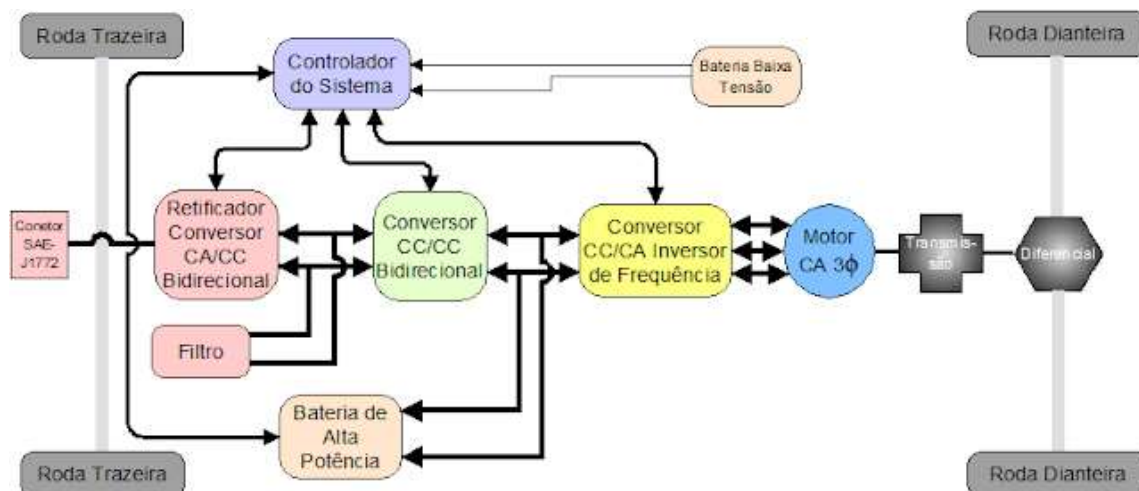 Roda Trazeira
Roda Dianteira
Controlador
do Sistema
Bateria Baixa
Tensão
Conetor
SAE-
J1772
Retificador
Conversor
CA/CC
Bidirecional
Conversor
CC/CC
Bidirecional
Conversor
CC/CA Inversor
de Frequência
Motor
CA 3ϕ
Transmis-
são
Diferencial
Filtro
Bateria de
Alta
Potência
Roda Trazeira
Roda Dianteira